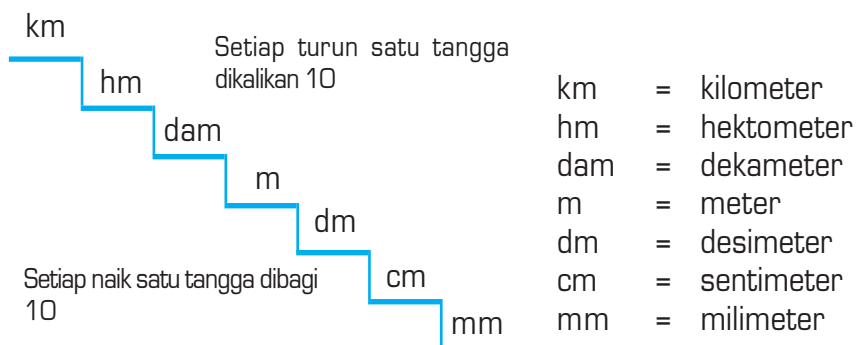 km
Setiap turun satu tangga
dikalikan 10
hm
dam
m
dm
cm
mm
Setiap naik satu tangga dibagi
10
km = kilometer
hm = hektometer
dam = dekameter
m = meter
dm = desimeter
cm = sentimeter
mm = milimeter